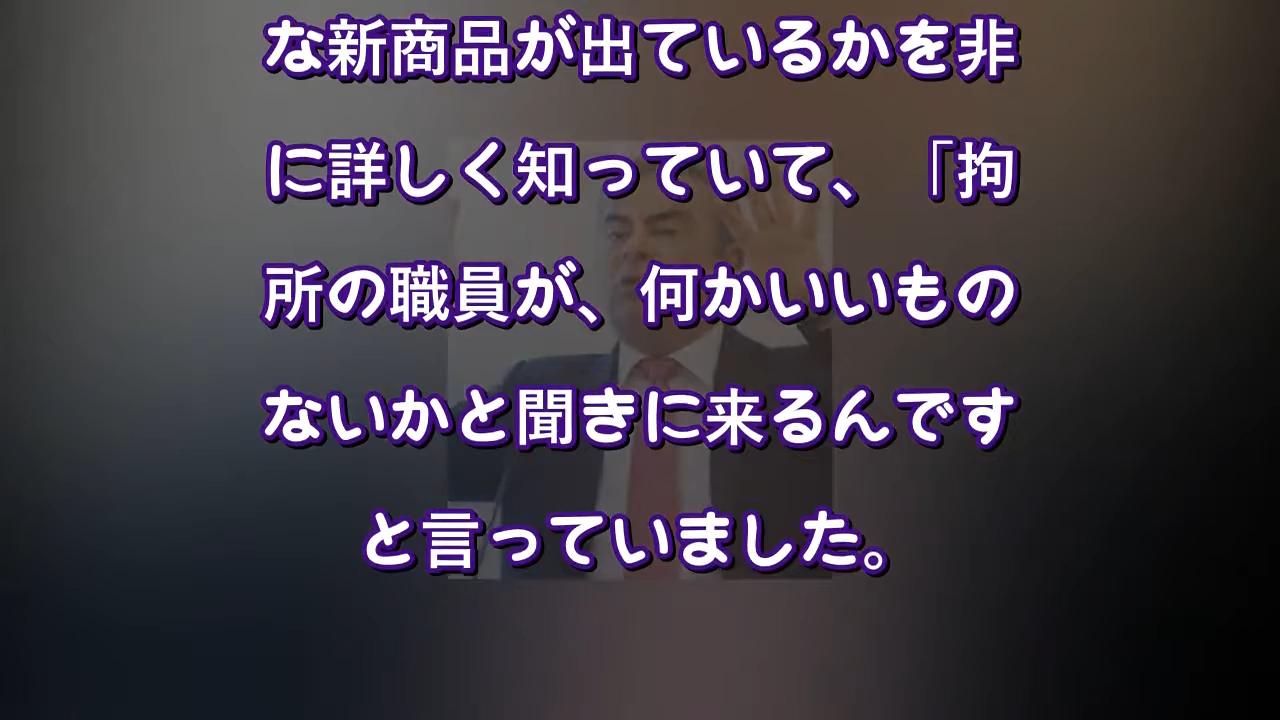 な新商品が出ているかを非
に詳しく知っていて、「拘
所の職員が、何かいいもの
ないかと聞きに来るんです
と言っていました。